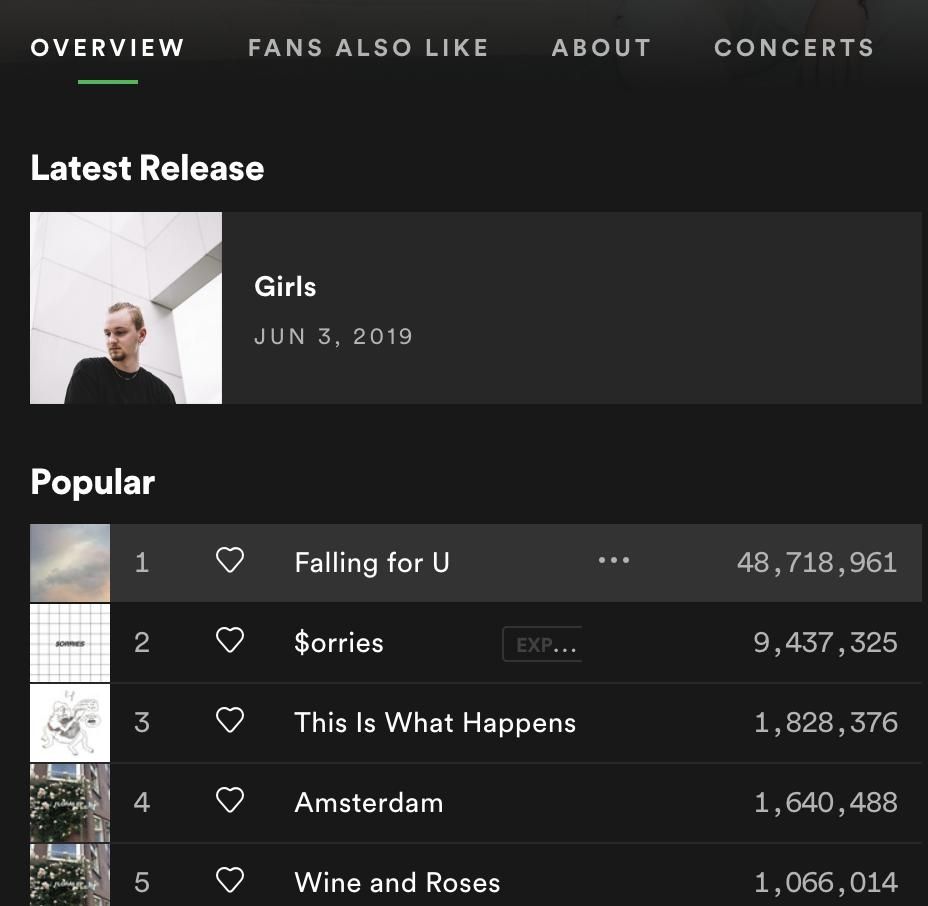 OVERVIEW FANS ALSO LIKE ABOUT CONCERTS
Latest Release
Girls
JUN 3, 2019
Popular
1 Falling for U ••• 48,718,961
SORRIES
2 $orries EXP... 9,437,325
3 This Is What Happens 1,828,376
4 Amsterdam 1,640,488
5 Wine and Roses 1,066,014